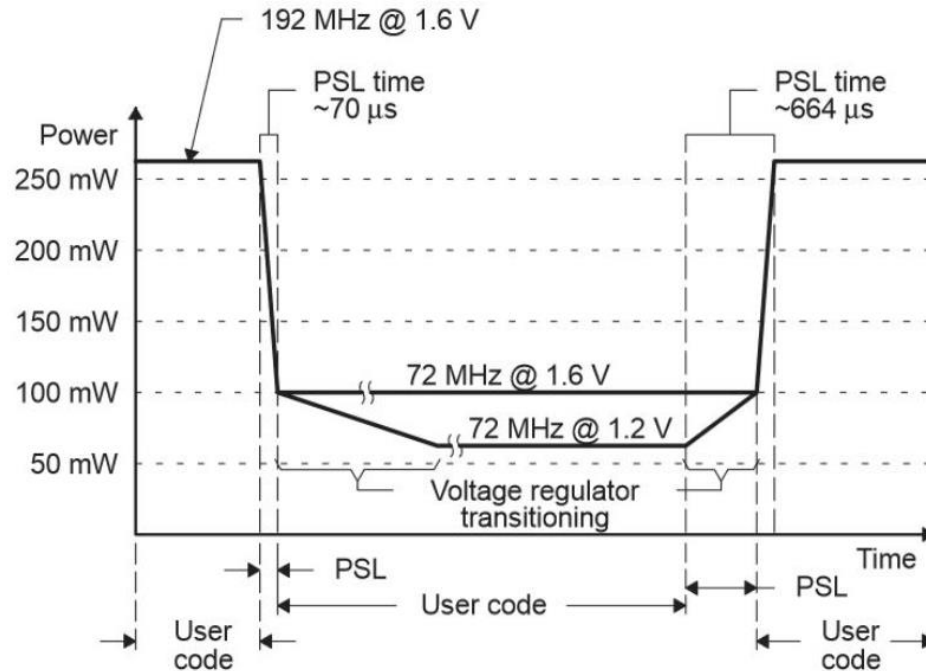 192 MHz @ 1.6 V
PSL time
~70 μs
PSL time
~664 μs
Power
250 mW
200 mW
150 mW
100 mW
50 mW
72 MHz @ 1.6 V
72 MHz @ 1.2 V
Voltage regulator
transitioning
Time
PSL
PSL
User code
User
code
User
code